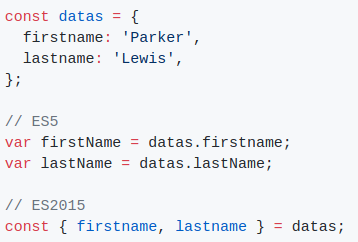 const datas = {
  firstname: 'Parker',
  lastname: 'Lewis',
};

// ES5
var firstName = datas.firstname;
var lastName = datas.lastName;

// ES2015
const { firstname, lastname } = datas;